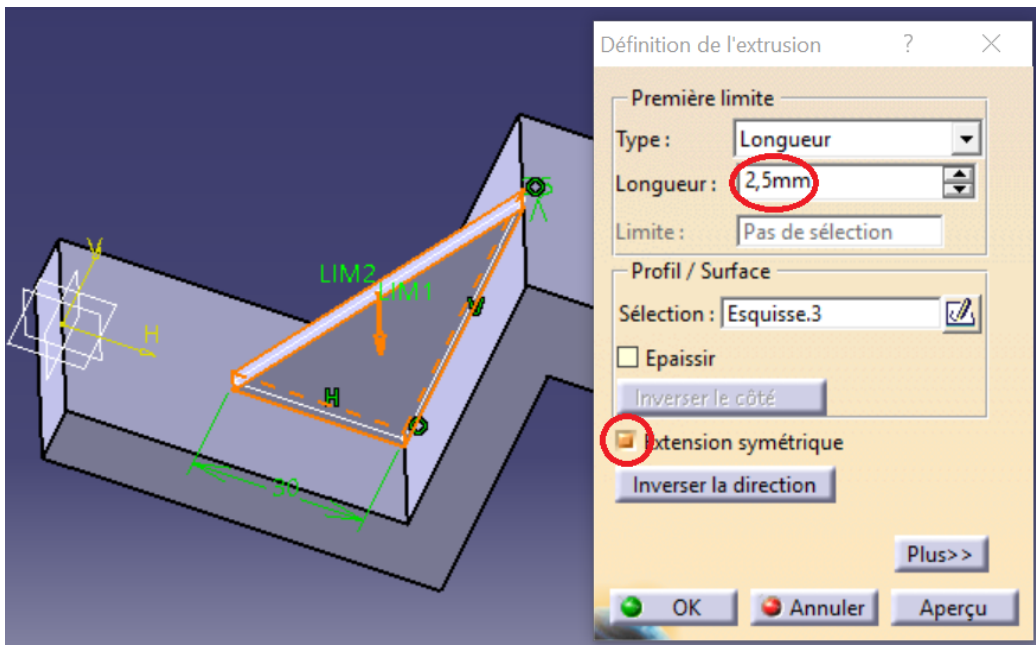 V
H
LIM2
LIM1
V
H
30
Définition de l'extrusion ? ×
Première limite
Type : Longueur
Longueur : 2,5mm
Limite : Pas de sélection
Profil / Surface
Sélection : Esquisse.3
Epaissir
Inverser le côté
Extension symétrique
Inverser la direction
Plus>>
OK Annuler Aperçu